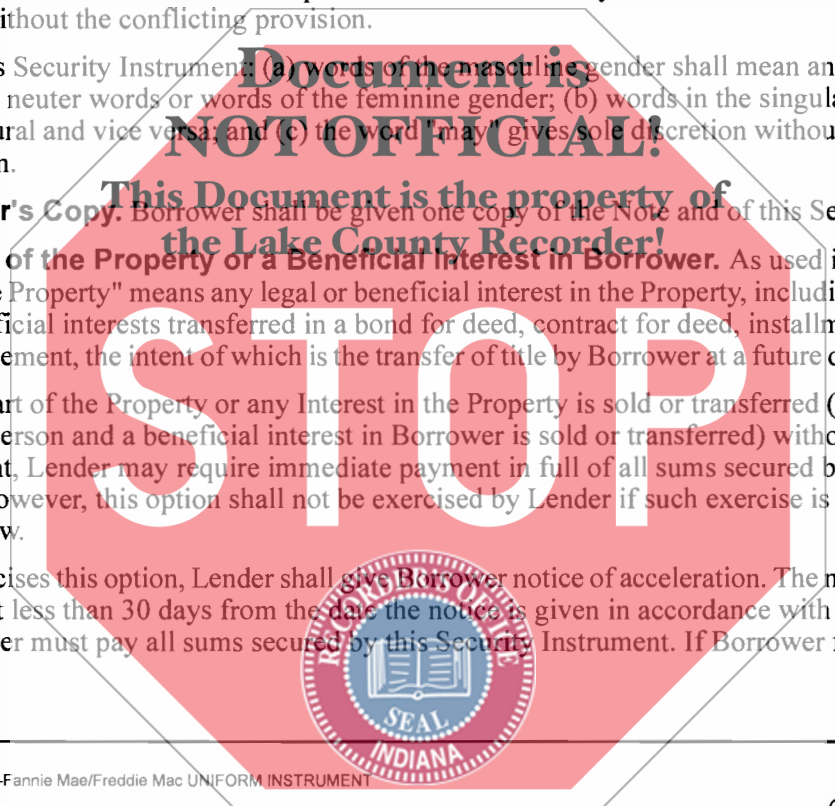 ithout the conflicting provision.
Document is
s Security Instrument: (a) words of the masculine gender shall mean an
neuter words or words of the feminine gender; (b) words in the singula
NOT OFFICIAL!
ural and vice versa; and (c) the word "may" gives sole discretion withou
n.
This Document is the property of
r's Copy. Borrower shall be given one copy of the Note and of this Se
the Lake County Recorder!
of the Property or a Beneficial Interest in Borrower. As used i
Property" means any legal or beneficial interest in the Property, includi
ficial interests transferred in a bond for deed, contract for deed, installm
ement, the intent of which is the transfer of title by Borrower at a future d
STOP
art of the Property or any Interest in the Property is sold or transferred (
erson and a beneficial interest in Borrower is sold or transferred) witho
nt, Lender may require immediate payment in full of all sums secured b
owever, this option shall not be exercised by Lender if such exercise is
w.
cises this option, Lender shall give Borrower notice of acceleration. The n
t less than 30 days from the date the notice is given in accordance with
er must pay all sums secured by this Security Instrument. If Borrower
RECORDER'S OFFICE
SEAL
INDIANA
-Fannie Mae/Freddie Mac UNIFORM INSTRUMENT